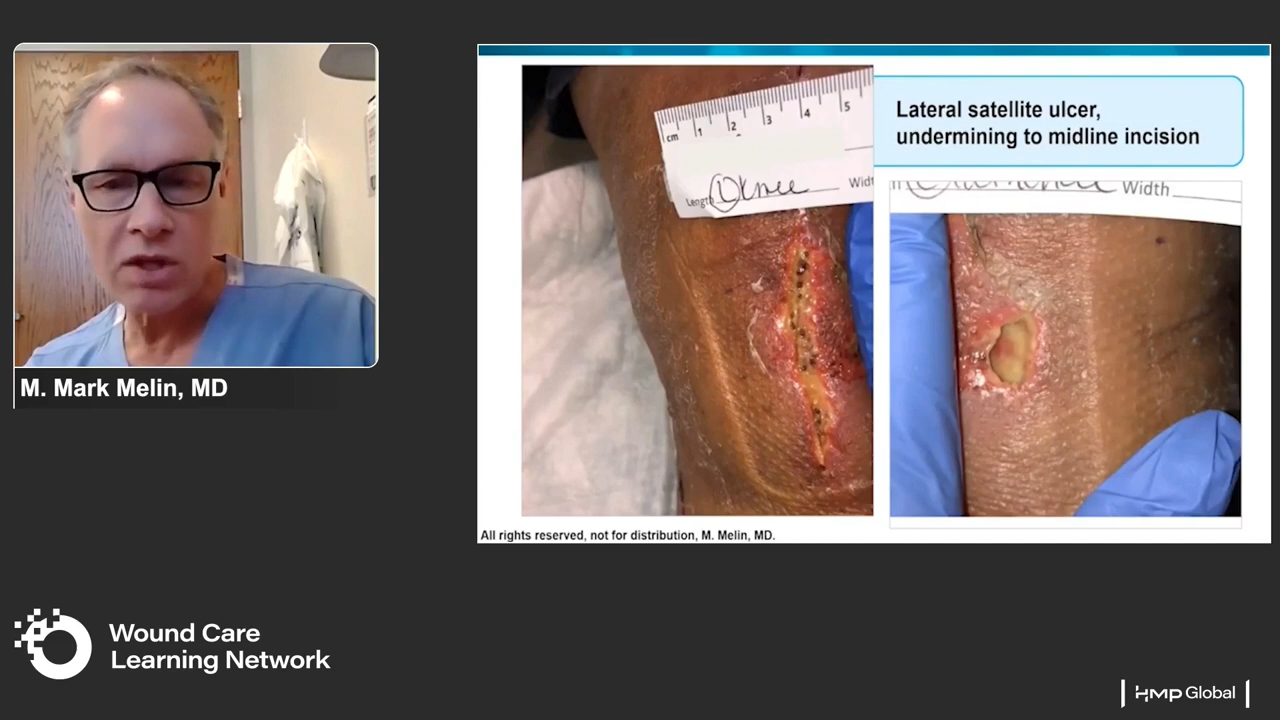 cm 1 2 3 4 5
Length L knee Width
Lateral satellite ulcer,
undermining to midline incision
Width
All rights reserved, not for distribution, M. Melin, MD.
M. Mark Melin, MD
Wound Care
Learning Network
HMP Global